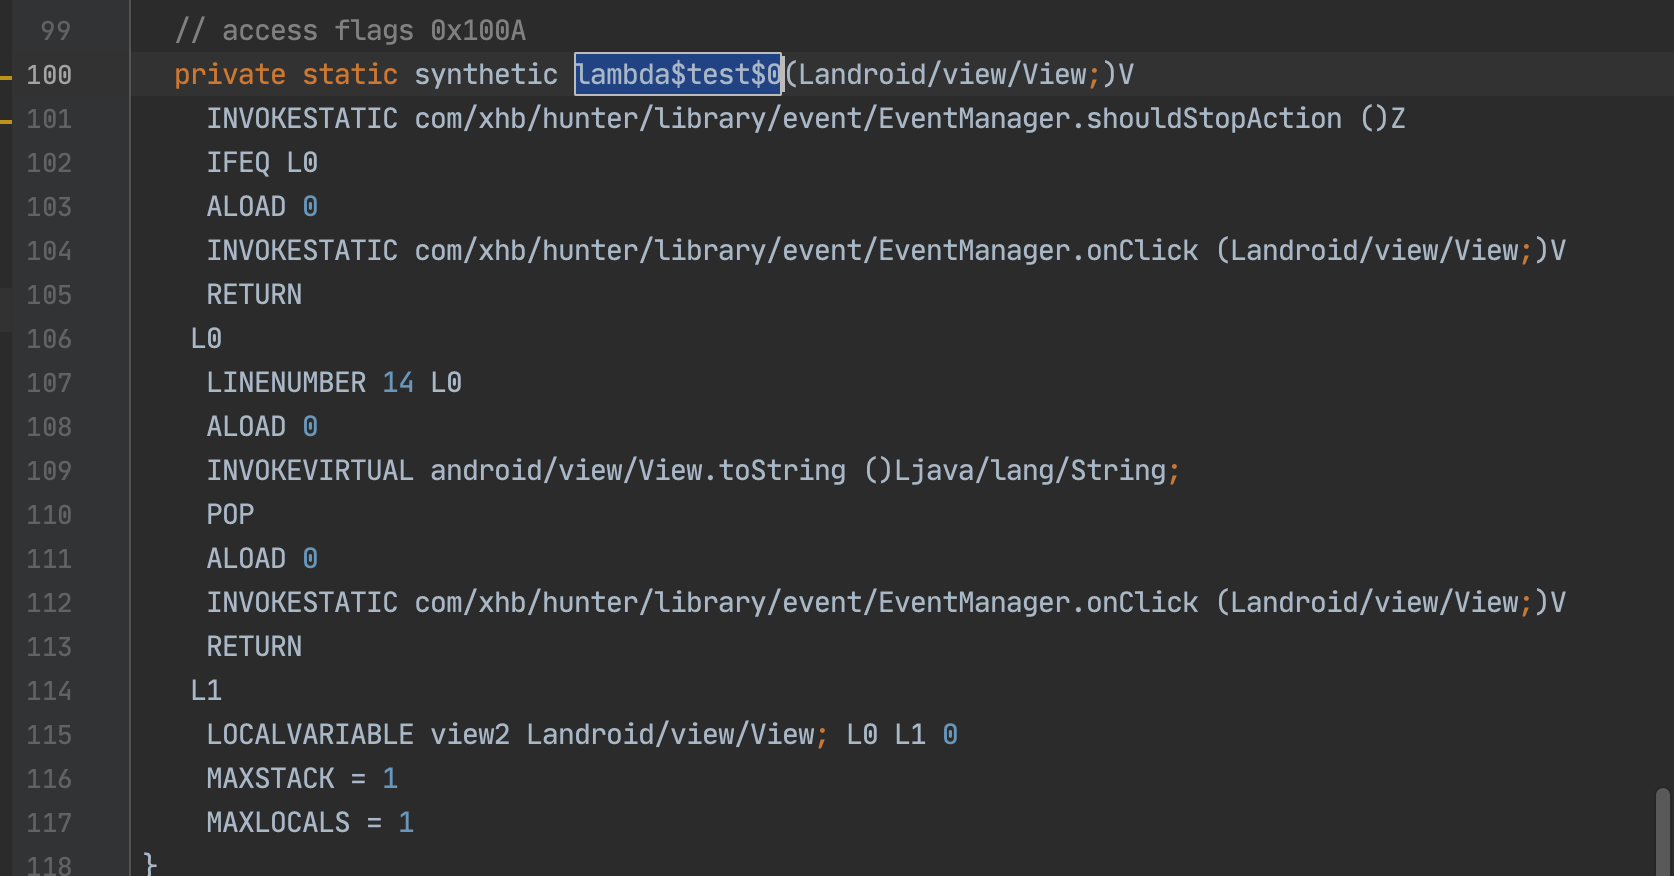 99 // access flags 0x100A
100 private static synthetic lambda$test$0(Landroid/view/View;)V
101 INVOKESTATIC com/xhb/hunter/library/event/EventManager.shouldStopAction ()Z
102 IFEQ L0
103 ALOAD 0
104 INVOKESTATIC com/xhb/hunter/library/event/EventManager.onClick (Landroid/view/View;)V
105 RETURN
106 L0
107 LINENUMBER 14 L0
108 ALOAD 0
109 INVOKEVIRTUAL android/view/View.toString ()Ljava/lang/String;
110 POP
111 ALOAD 0
112 INVOKESTATIC com/xhb/hunter/library/event/EventManager.onClick (Landroid/view/View;)V
113 RETURN
114 L1
115 LOCALVARIABLE view2 Landroid/view/View; L0 L1 0
116 MAXSTACK = 1
117 MAXLOCALS = 1
118 }